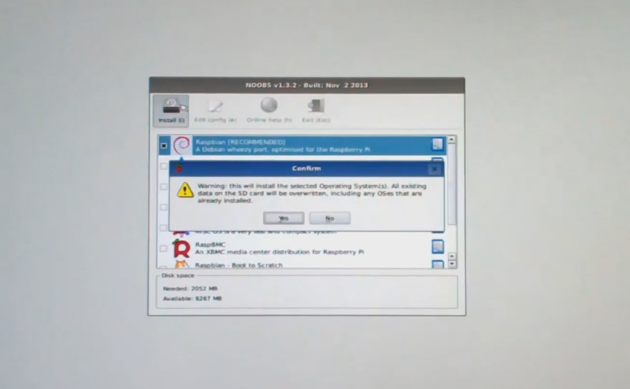 NOOBS v1.3.2 - Built: Nov 2 2013
Install (i)
Edit config (e)
Online help (h)
Exit (Esc)
Raspbian [RECOMMENDED]
A Debian wheezy port, optimised for the Raspberry Pi
Confirm
Warning: this will install the selected Operating System(s). All existing
data on the SD card will be overwritten, including any OSes that are
already installed.
Yes
No
RISC OS is a very fast and compact system
RaspBMC
An XBMC media center distribution for Raspberry Pi
Raspbian - Boot to Scratch
Disk space
Needed: 2052 MB
Available: 6267 MB